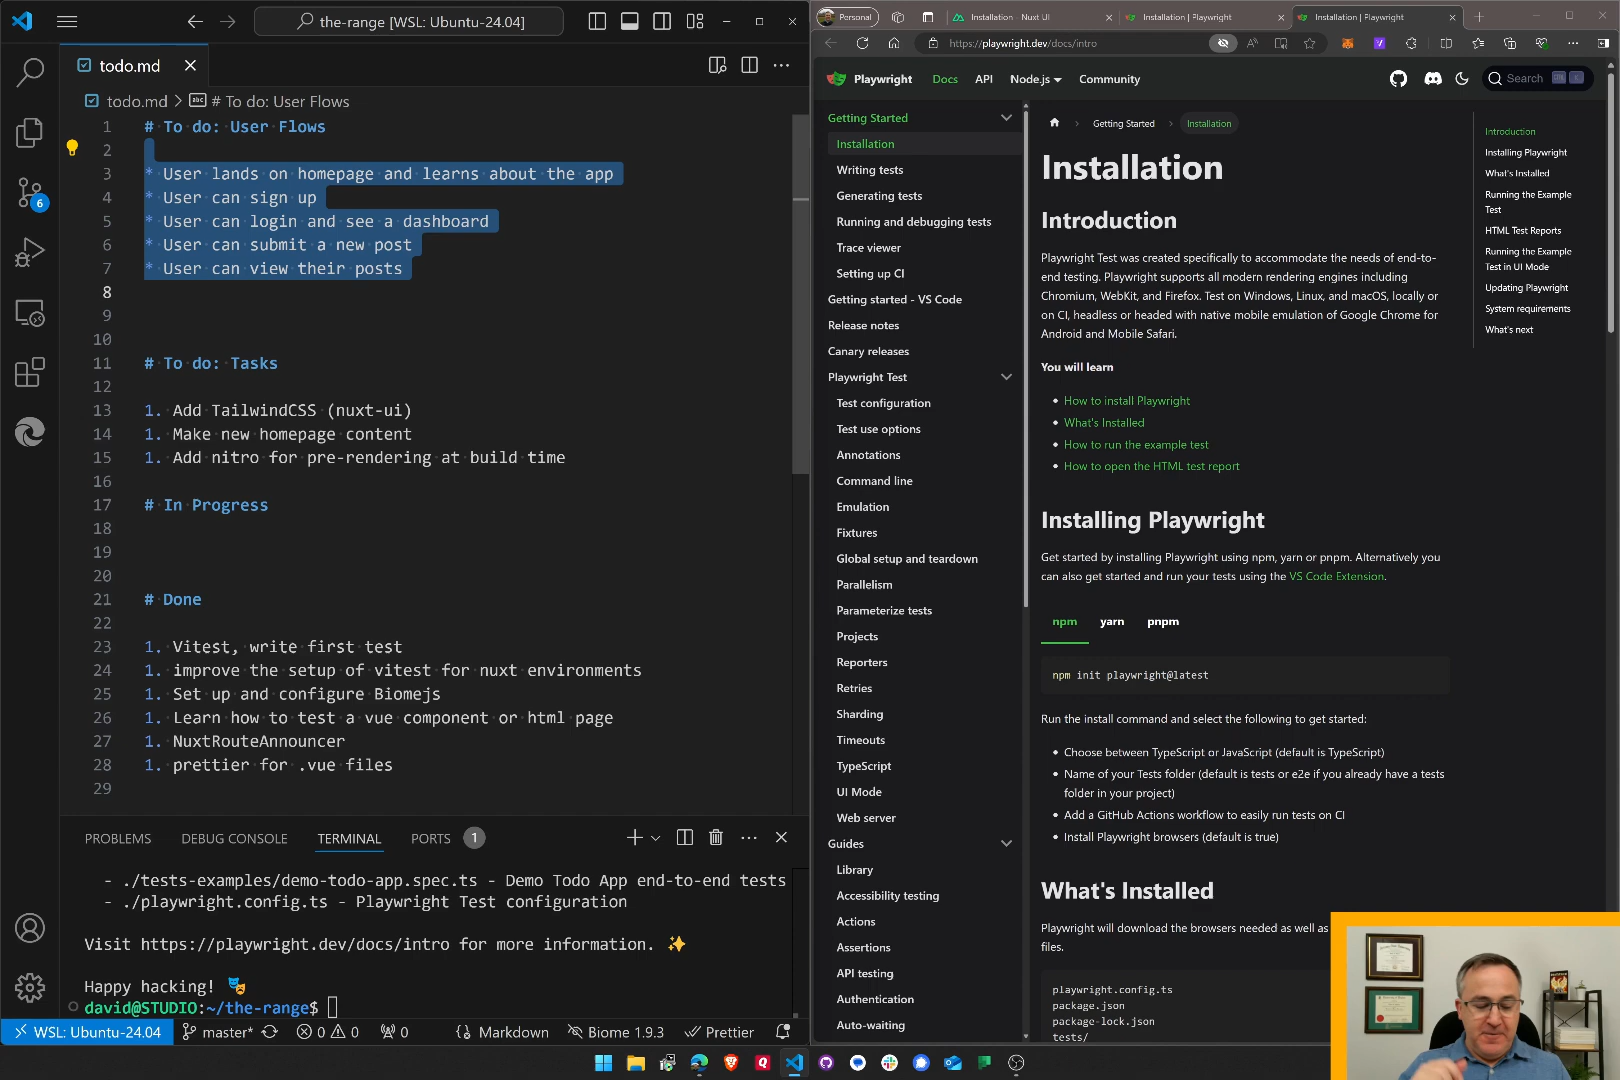 the-range [WSL: Ubuntu-24.04]
todo.md
todo.md > # To do: User Flows
1 # To do: User Flows
2
3 * User lands on homepage and learns about the app
4 * User can sign up
5 * User can login and see a dashboard
6 * User can submit a new post
7 * User can view their posts
8
9
10
11 # To do: Tasks
12
13 1. Add TailwindCSS (nuxt-ui)
14 1. Make new homepage content
15 1. Add nitro for pre-rendering at build time
16
17 # In Progress
18
19
20
21 # Done
22
23 1. Vitest, write first test
24 1. improve the setup of vitest for nuxt environments
25 1. Set up and configure Biomejs
26 1. Learn how to test a vue component or html page
27 1. NuxtRouteAnnouncer
28 1. prettier for .vue files
29
6
PROBLEMS DEBUG CONSOLE TERMINAL PORTS 1
- ./tests-examples/demo-todo-app.spec.ts - Demo Todo App end-to-end tests
- ./playwright.config.ts - Playwright Test configuration
Visit https://playwright.dev/docs/intro for more information. ✨
Happy hacking! 🎭
david@STUDIO:~/the-range$
WSL: Ubuntu-24.04 master* 0 0 0 Markdown Biome 1.9.3 Prettier
Personal Installation - Nuxt UI Installation | Playwright Installation | Playwright
https://playwright.dev/docs/intro
Playwright Docs API Node.js Community Search
Getting Started
Installation
Writing tests
Generating tests
Running and debugging tests
Trace viewer
Setting up CI
Getting started - VS Code
Release notes
Canary releases
Playwright Test
Test configuration
Test use options
Annotations
Command line
Emulation
Fixtures
Global setup and teardown
Parallelism
Parameterize tests
Projects
Reporters
Retries
Sharding
Timeouts
TypeScript
UI Mode
Web server
Guides
Library
Accessibility testing
Actions
Assertions
API testing
Authentication
Auto-waiting
Getting Started > Installation
Installation
Introduction
Playwright Test was created specifically to accommodate the needs of end-to-
end testing. Playwright supports all modern rendering engines including
Chromium, WebKit, and Firefox. Test on Windows, Linux, and macOS, locally or
on CI, headless or headed with native mobile emulation of Google Chrome for
Android and Mobile Safari.
You will learn
How to install Playwright
What's Installed
How to run the example test
How to open the HTML test report
Installing Playwright
Get started by installing Playwright using npm, yarn or pnpm. Alternatively you
can also get started and run your tests using the VS Code Extension.
npm yarn pnpm
npm init playwright@latest
Run the install command and select the following to get started:
Choose between TypeScript or JavaScript (default is TypeScript)
Name of your Tests folder (default is tests or e2e if you already have a tests
folder in your project)
Add a GitHub Actions workflow to easily run tests on CI
Install Playwright browsers (default is true)
What's Installed
Playwright will download the browsers needed as well as
files.
playwright.config.ts
package.json
package-lock.json
tests/
Introduction
Installing Playwright
What's Installed
Running the Example
Test
HTML Test Reports
Running the Example
Test in UI Mode
Updating Playwright
System requirements
What's next